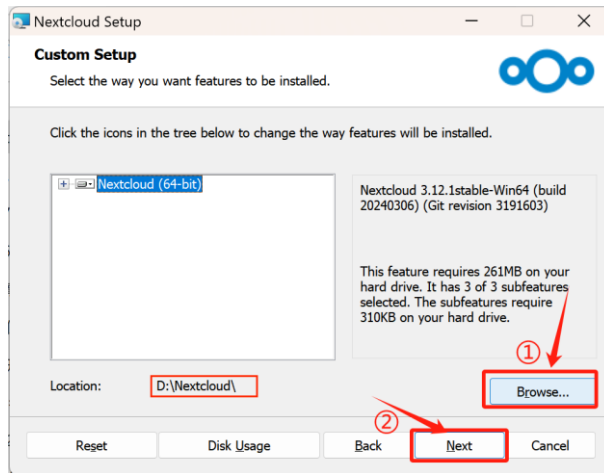 Nextcloud Setup
Custom Setup
Select the way you want features to be installed.
Click the icons in the tree below to change the way features will be installed.
Nextcloud (64-bit)
Nextcloud 3.12.1stable-Win64 (build
20240306) (Git revision 3191603)
This feature requires 261MB on your
hard drive. It has 3 of 3
subfeatures
selected. The subfeatures require
310KB on your hard drive.
①
Location:
D:\Nextcloud\
Browse...
②
Reset
Disk Usage
Back
Next
Cancel